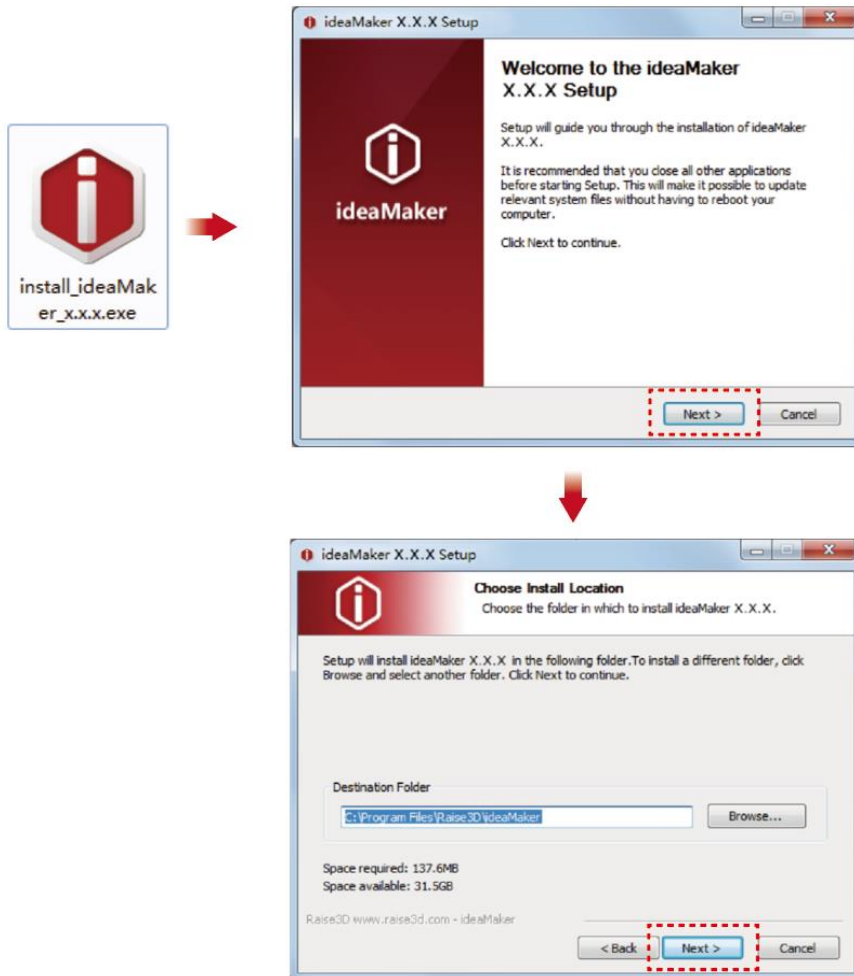 install_ideaMak
er_x.x.x.exe
ideaMaker X.X.X Setup
ideaMaker
Welcome to the ideaMaker
X.X.X Setup
Setup will guide you through the installation of ideaMaker
X.X.X.
It is recommended that you close all other applications
before starting Setup. This will make it possible to update
relevant system files without having to reboot your
computer.
Click Next to continue.
Next >
Cancel
ideaMaker X.X.X Setup
Choose Install Location
Choose the folder in which to install ideaMaker X.X.X.
Setup will install ideaMaker X.X.X in the following folder.To install a different folder, click
Browse and select another folder. Click Next to continue.
Destination Folder
C:\Program Files\Raise3D\ideaMaker
Browse...
Space required: 137.6MB
Space available: 31.5GB
Raise3D www.raise3d.com - ideaMaker
< Back
Next >
Cancel